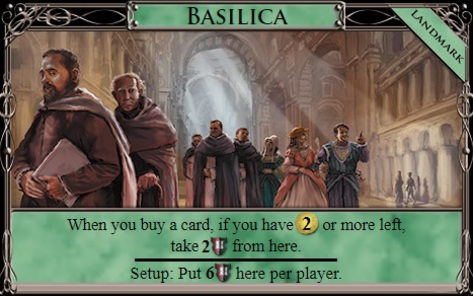 BASILICA
LANDMARK
When you buy a card, if you have 2 or more left,
take 2 from here.
Setup: Put 6 here per player.